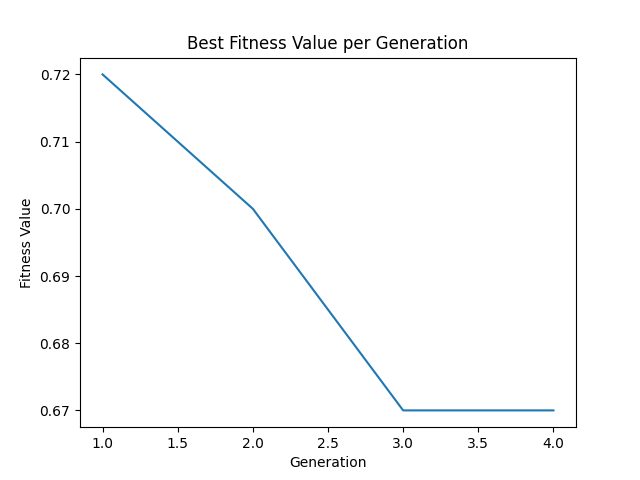 Best Fitness Value per Generation
0.72
0.71
0.70
0.69
0.68
0.67
Fitness Value
1.0 1.5 2.0 2.5 3.0 3.5 4.0
Generation